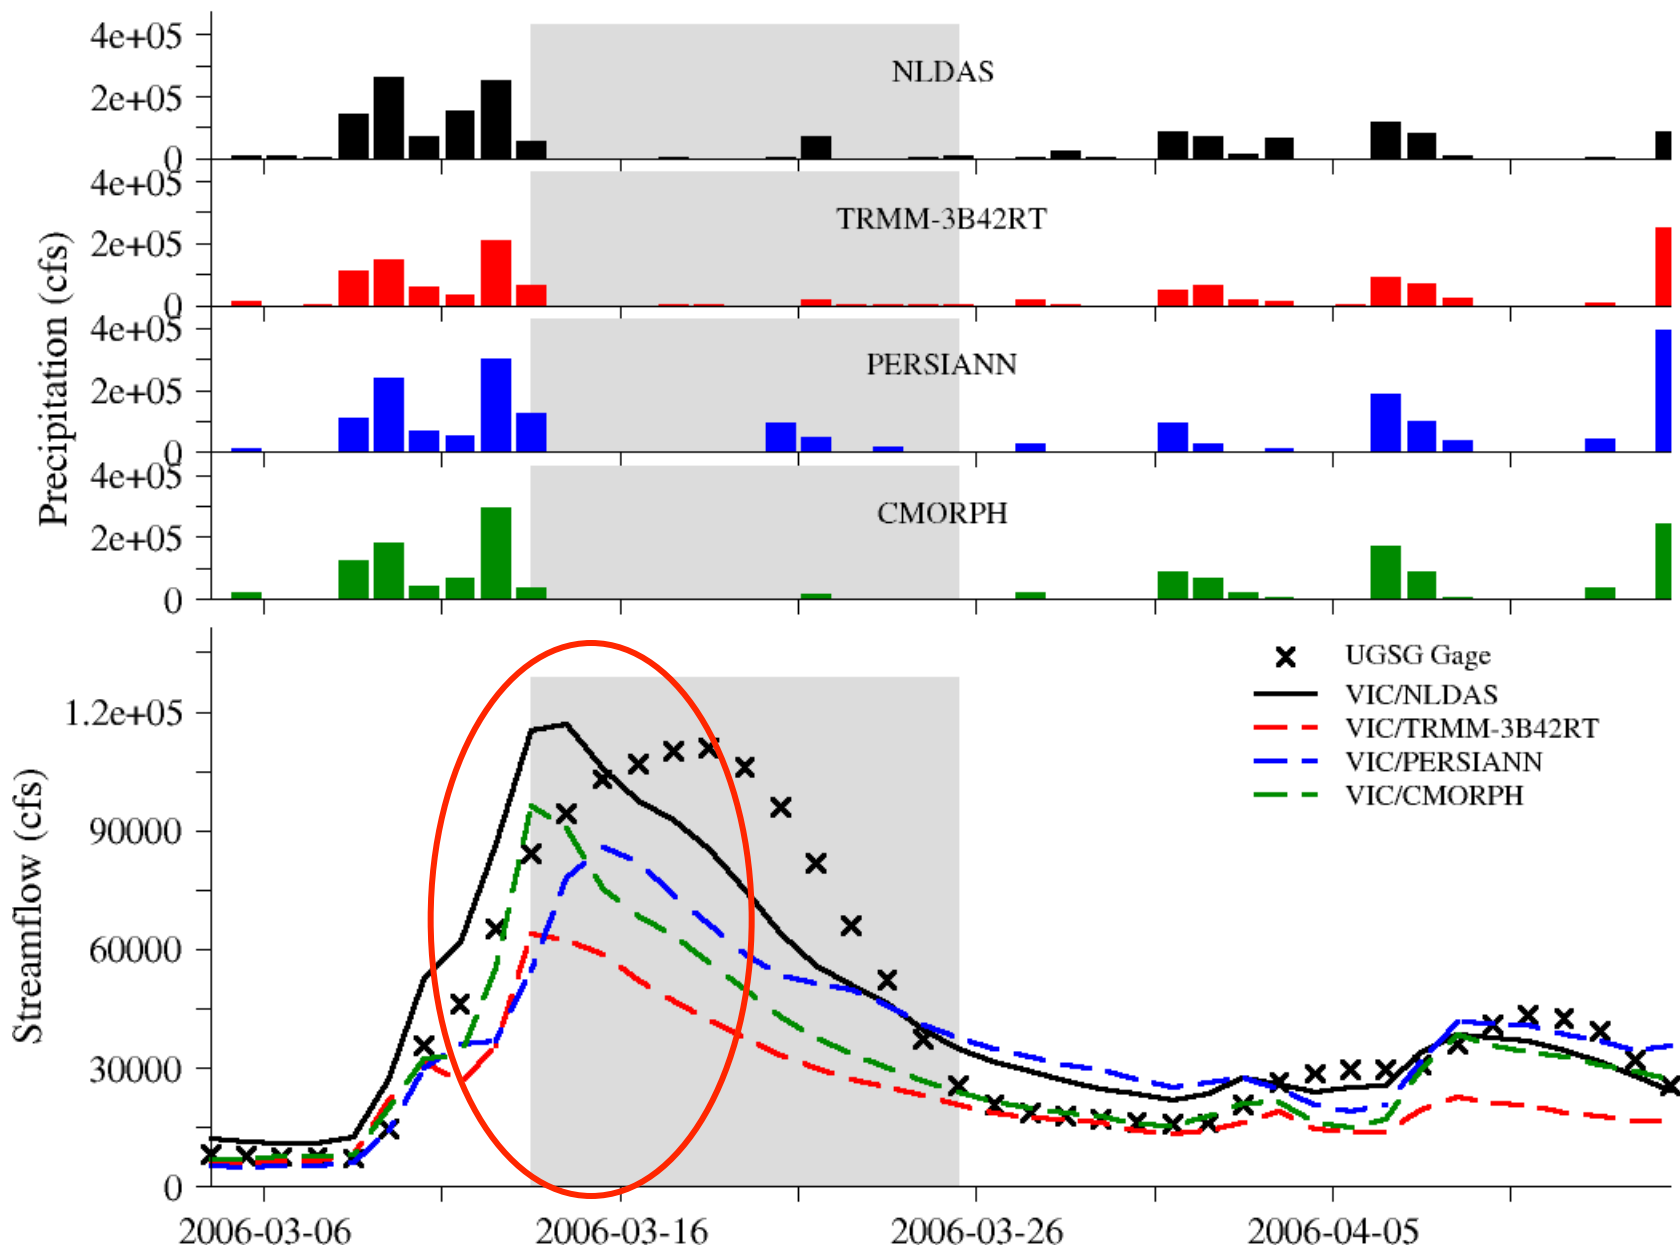 Precipitation (cfs)
4e+05
2e+05
0
NLDAS
4e+05
2e+05
0
TRMM-3B42RT
4e+05
2e+05
0
PERSIANN
4e+05
2e+05
0
CMORPH
Streamflow (cfs)
1.2e+05
90000
60000
30000
0
UGSG Gage
VIC/NLDAS
VIC/TRMM-3B42RT
VIC/PERSIANN
VIC/CMORPH
2006-03-06 2006-03-16 2006-03-26 2006-04-05